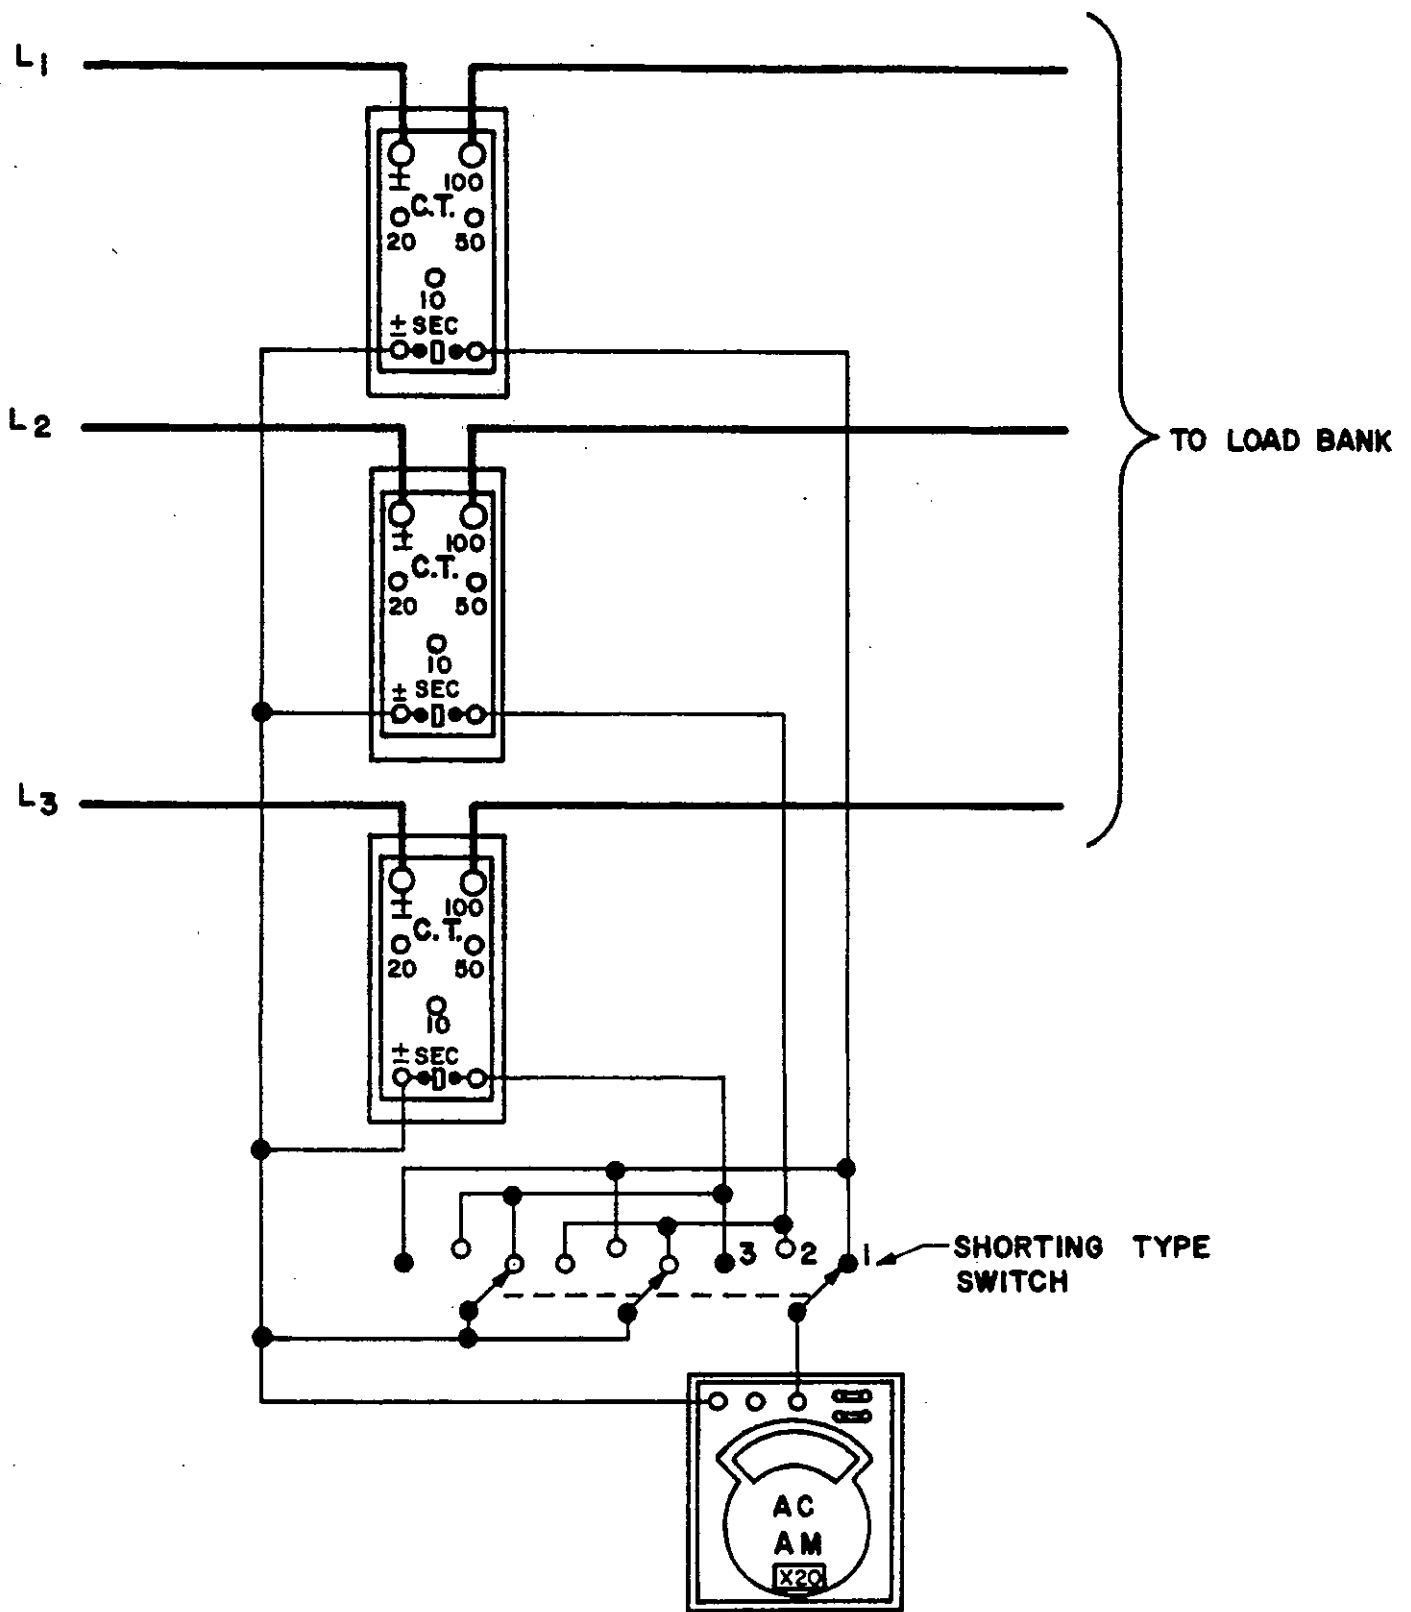 L1
± 100
C.T.
20 50
10
± SEC
L2
TO LOAD BANK
± 100
C.T.
20 50
10
± SEC
L3
± 100
C.T.
20 50
10
± SEC
3 2 1
SHORTING TYPE
SWITCH
AC
AM
X20